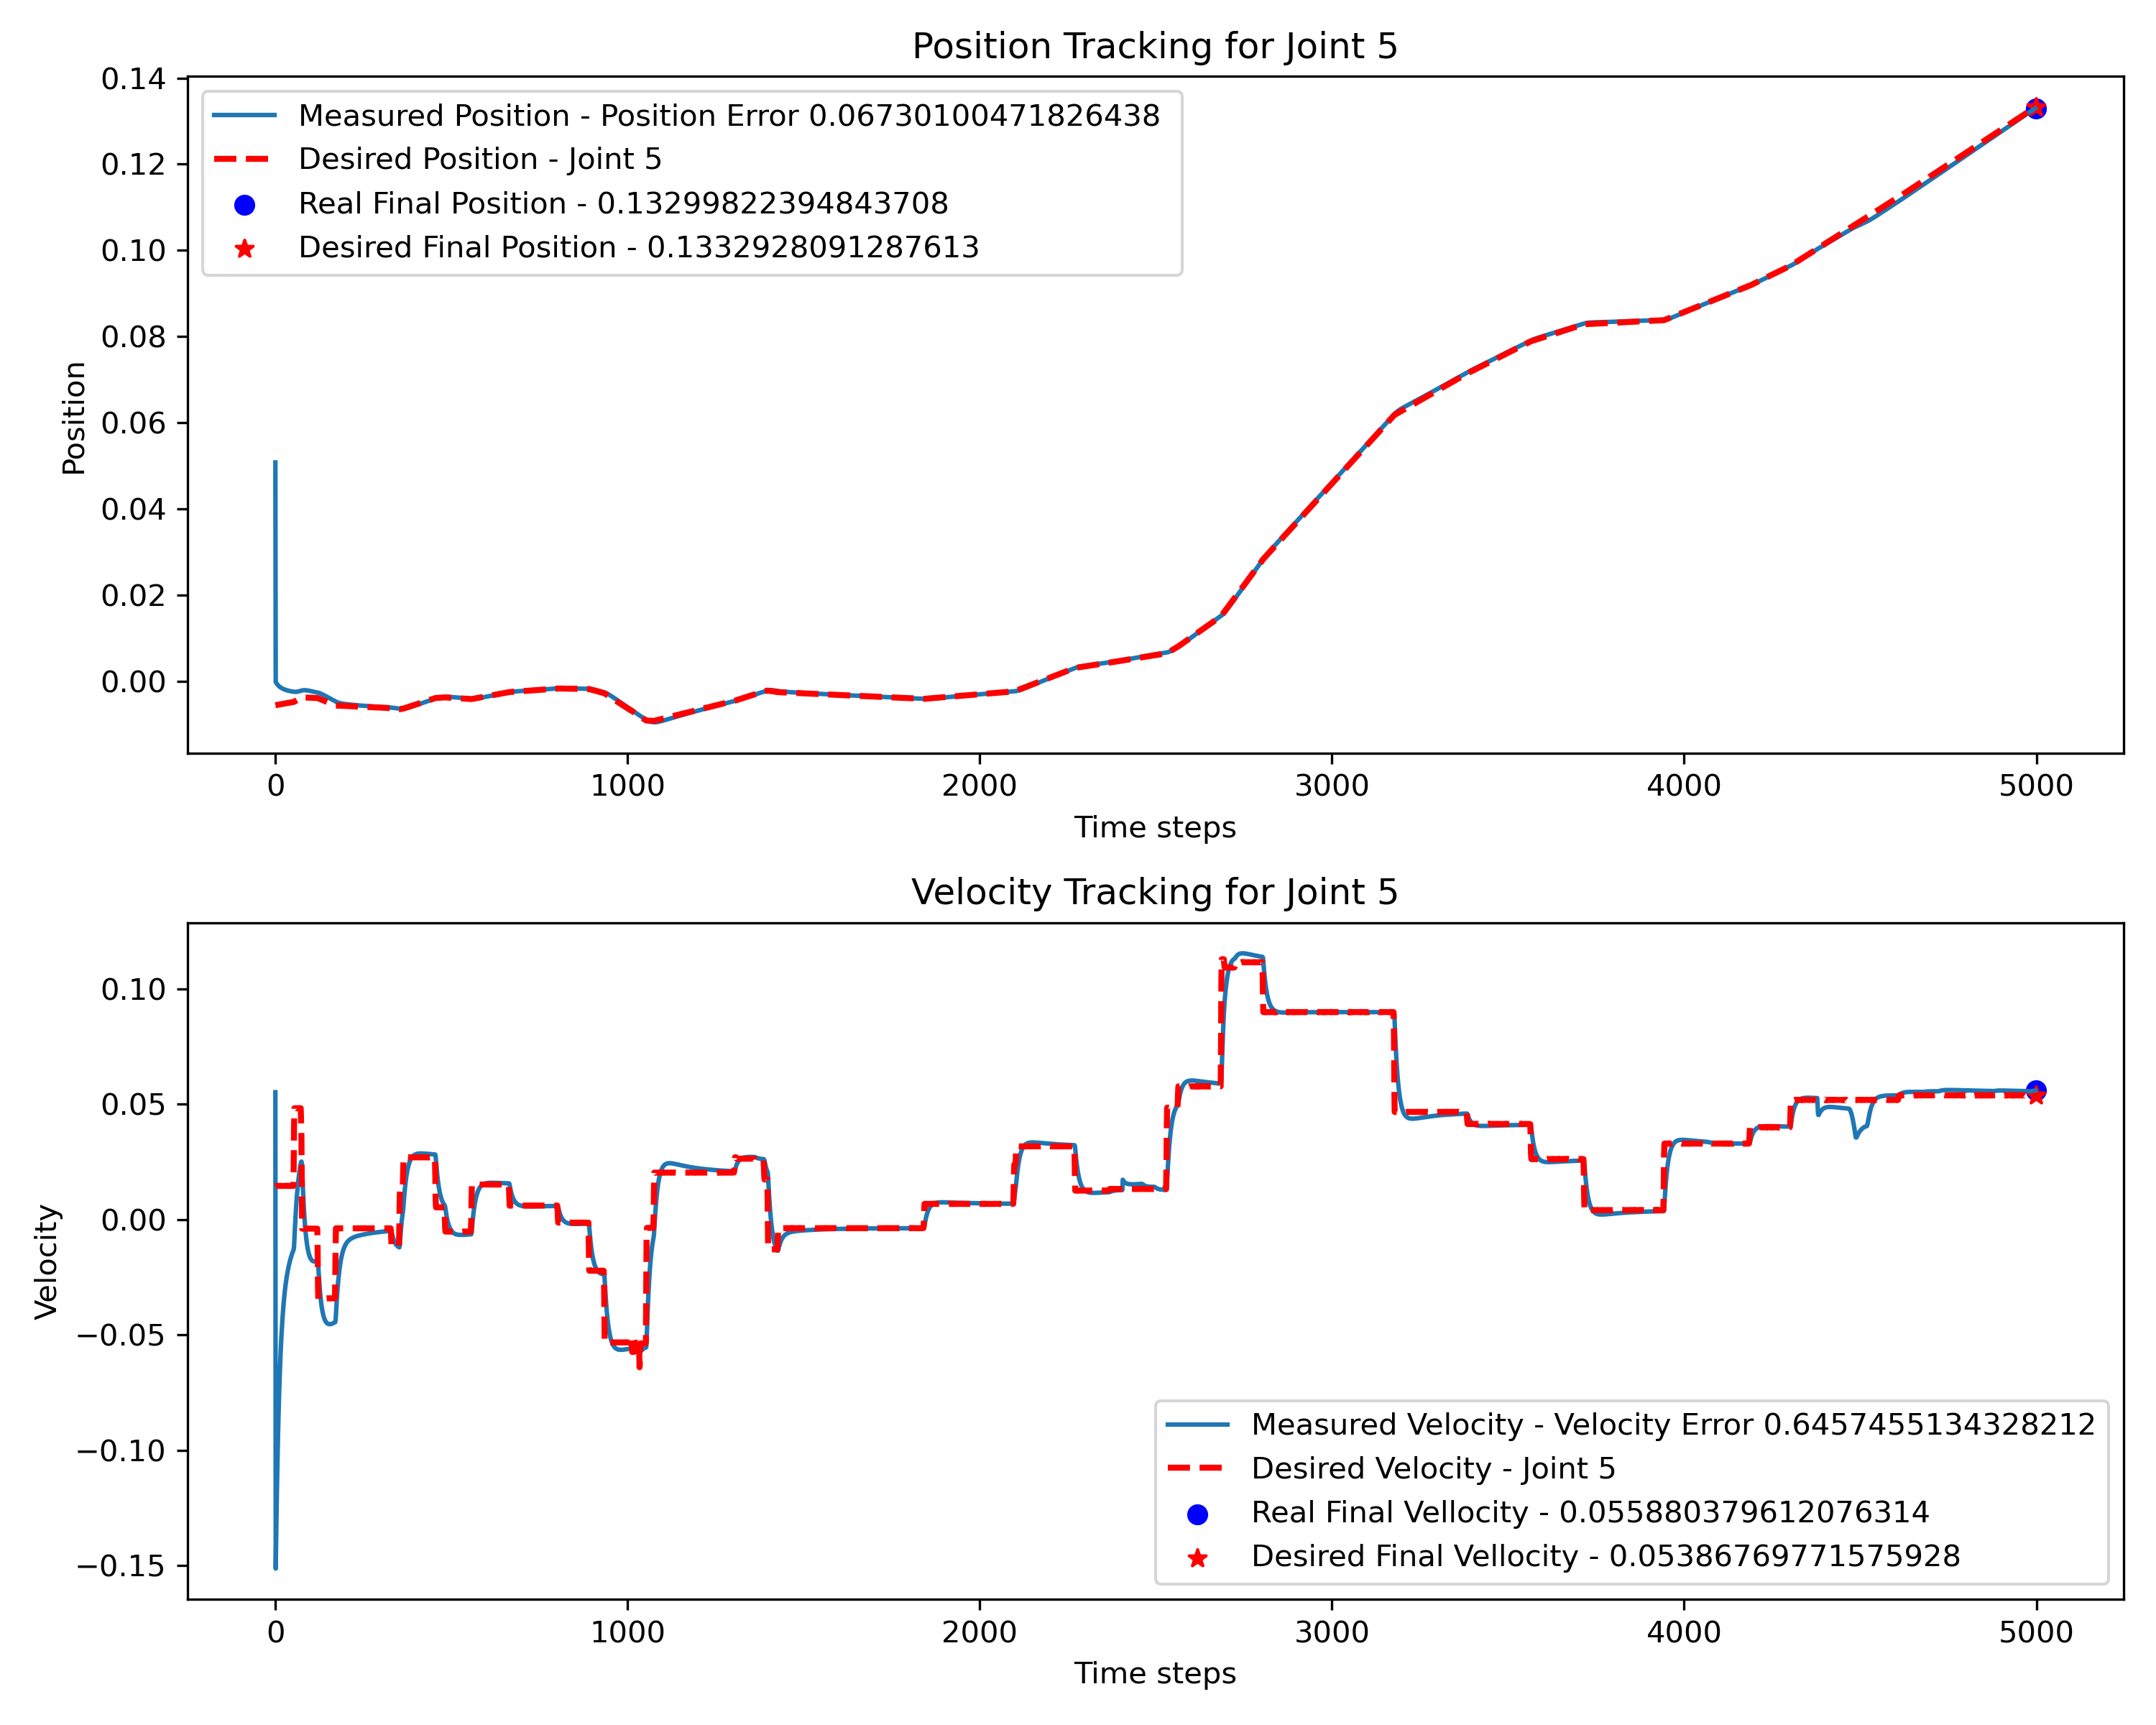 Position Tracking for Joint 5
0.14
0.12
0.10
0.08
0.06
0.04
0.02
0.00
Position
Measured Position - Position Error 0.06730100471826438
Desired Position - Joint 5
Real Final Position - 0.13299822394843708
Desired Final Position - 0.1332928091287613
0 1000 2000 3000 4000 5000
Time steps
Velocity Tracking for Joint 5
0.10
0.05
0.00
−0.05
−0.10
−0.15
Velocity
Measured Velocity - Velocity Error 0.6457455134328212
Desired Velocity - Joint 5
Real Final Vellocity - 0.055880379612076314
Desired Final Vellocity - 0.05386769771575928
0 1000 2000 3000 4000 5000
Time steps